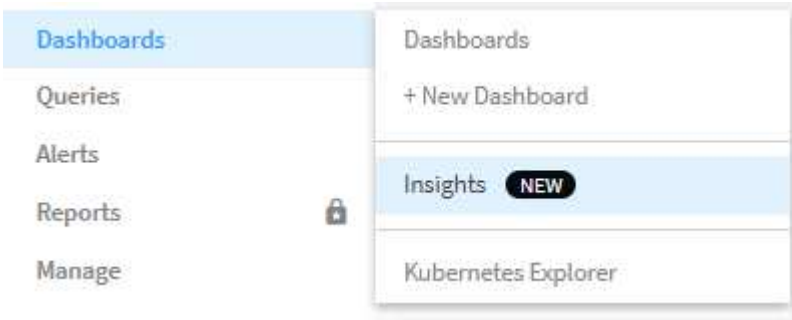 Dashboards
Queries
Alerts
Reports
Manage
Dashboards
+ New Dashboard
Insights NEW
Kubernetes Explorer